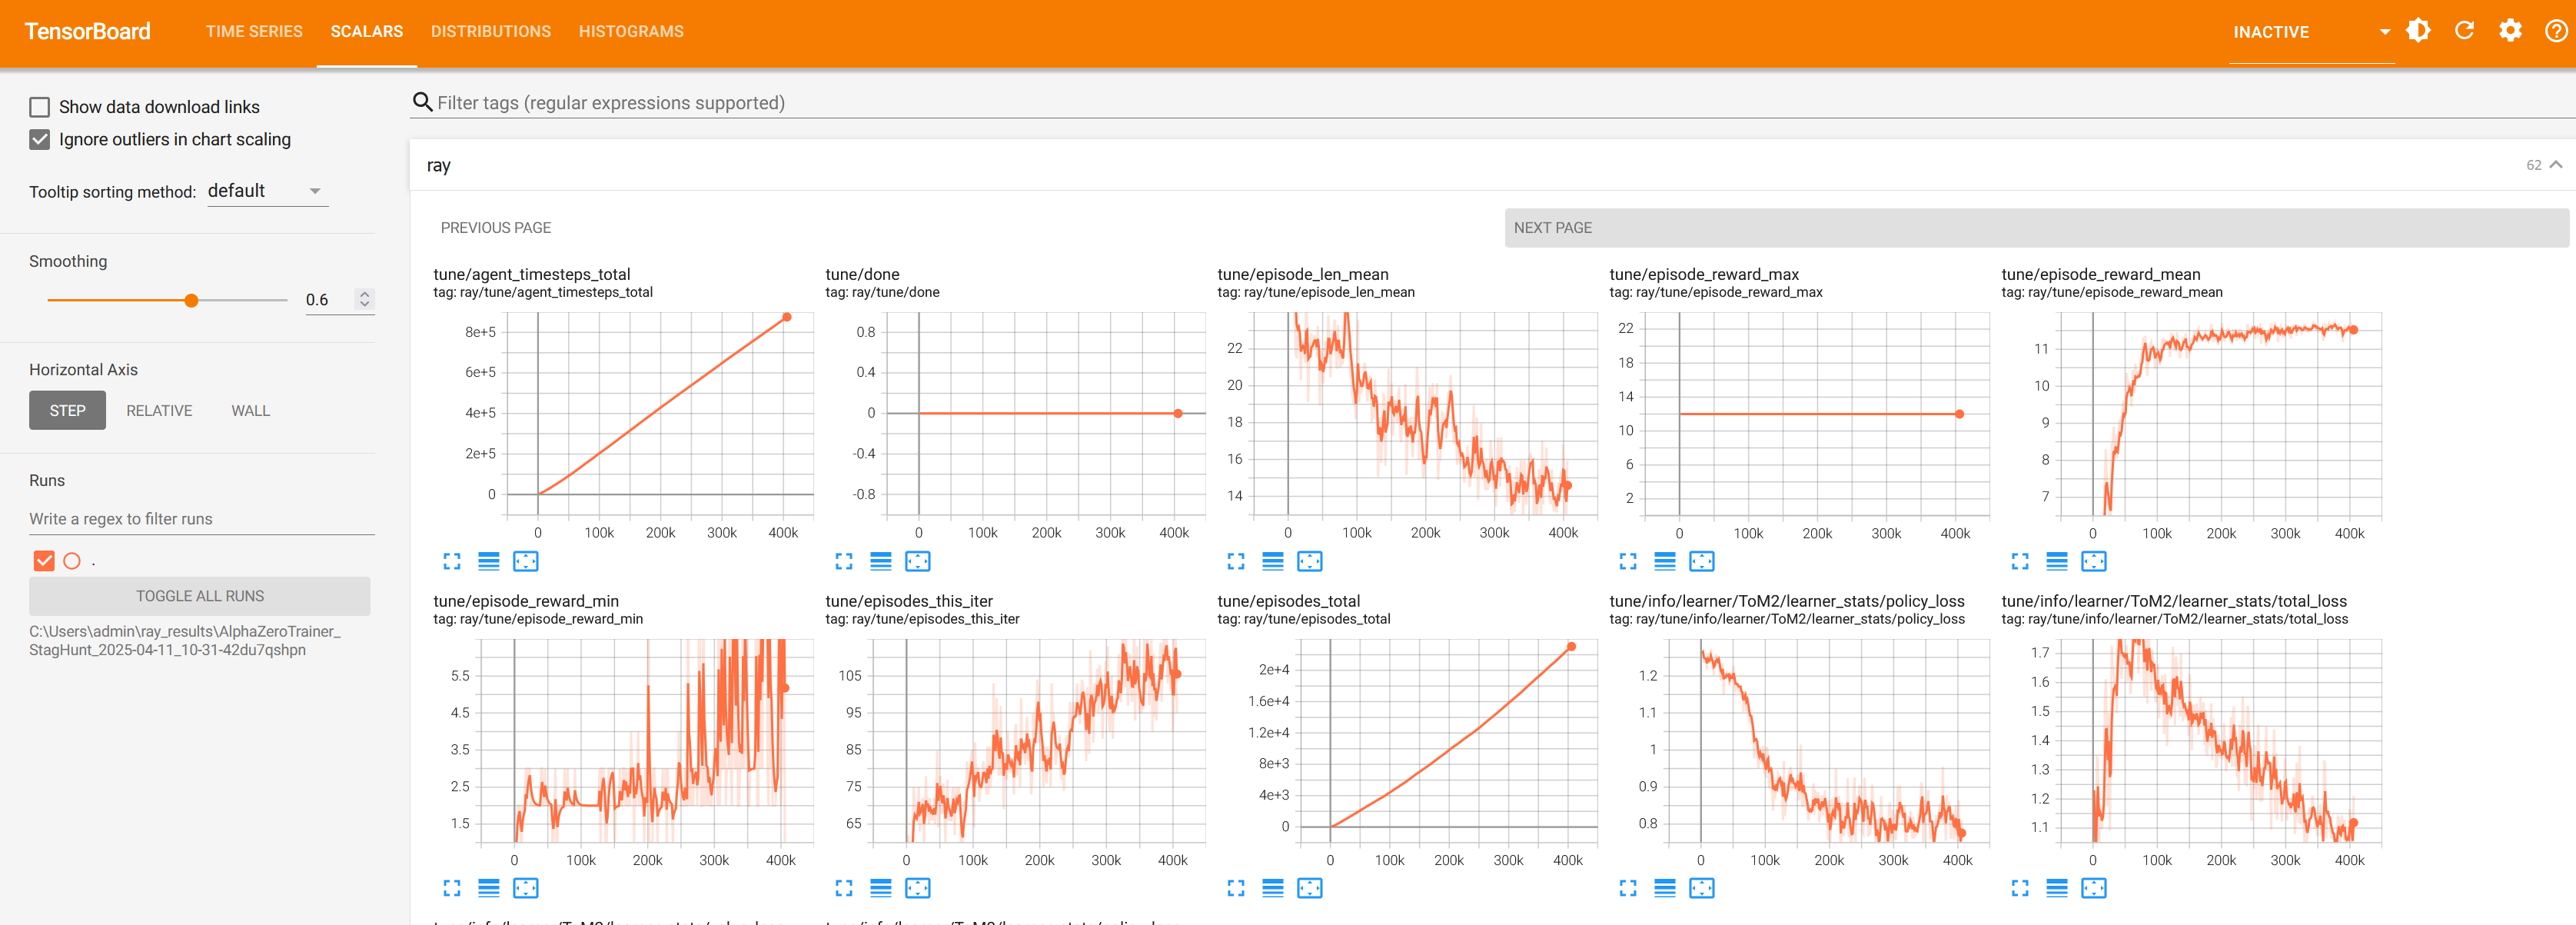 TensorBoard
TIME SERIES
SCALARS
DISTRIBUTIONS
HISTOGRAMS
INACTIVE
Show data download links
Ignore outliers in chart scaling
Tooltip sorting method: default
Smoothing
0.6
Horizontal Axis
STEP
RELATIVE
WALL
Runs
Write a regex to filter runs
.
TOGGLE ALL RUNS
C:\Users\admin\ray_results\AlphaZeroTrainer_
StagHunt_2025-04-11_10-31-42du7qshpn
Filter tags (regular expressions supported)
ray
62
PREVIOUS PAGE
NEXT PAGE
tune/agent_timesteps_total
tag: ray/tune/agent_timesteps_total
8e+5
6e+5
4e+5
2e+5
0
0 100k 200k 300k 400k
tune/done
tag: ray/tune/done
0.8
0.4
0
-0.4
-0.8
0 100k 200k 300k 400k
tune/episode_len_mean
tag: ray/tune/episode_len_mean
22
20
18
16
14
0 100k 200k 300k 400k
tune/episode_reward_max
tag: ray/tune/episode_reward_max
22
18
14
10
6
2
0 100k 200k 300k 400k
tune/episode_reward_mean
tag: ray/tune/episode_reward_mean
11
10
9
8
7
0 100k 200k 300k 400k
tune/episode_reward_min
tag: ray/tune/episode_reward_min
5.5
4.5
3.5
2.5
1.5
0 100k 200k 300k 400k
tune/episodes_this_iter
tag: ray/tune/episodes_this_iter
105
95
85
75
65
0 100k 200k 300k 400k
tune/episodes_total
tag: ray/tune/episodes_total
2e+4
1.6e+4
1.2e+4
8e+3
4e+3
0
0 100k 200k 300k 400k
tune/info/learner/ToM2/learner_stats/policy_loss
tag: ray/tune/info/learner/ToM2/learner_stats/policy_loss
1.2
1.1
1
0.9
0.8
0 100k 200k 300k 400k
tune/info/learner/ToM2/learner_stats/total_loss
tag: ray/tune/info/learner/ToM2/learner_stats/total_loss
1.7
1.6
1.5
1.4
1.3
1.2
1.1
0 100k 200k 300k 400k